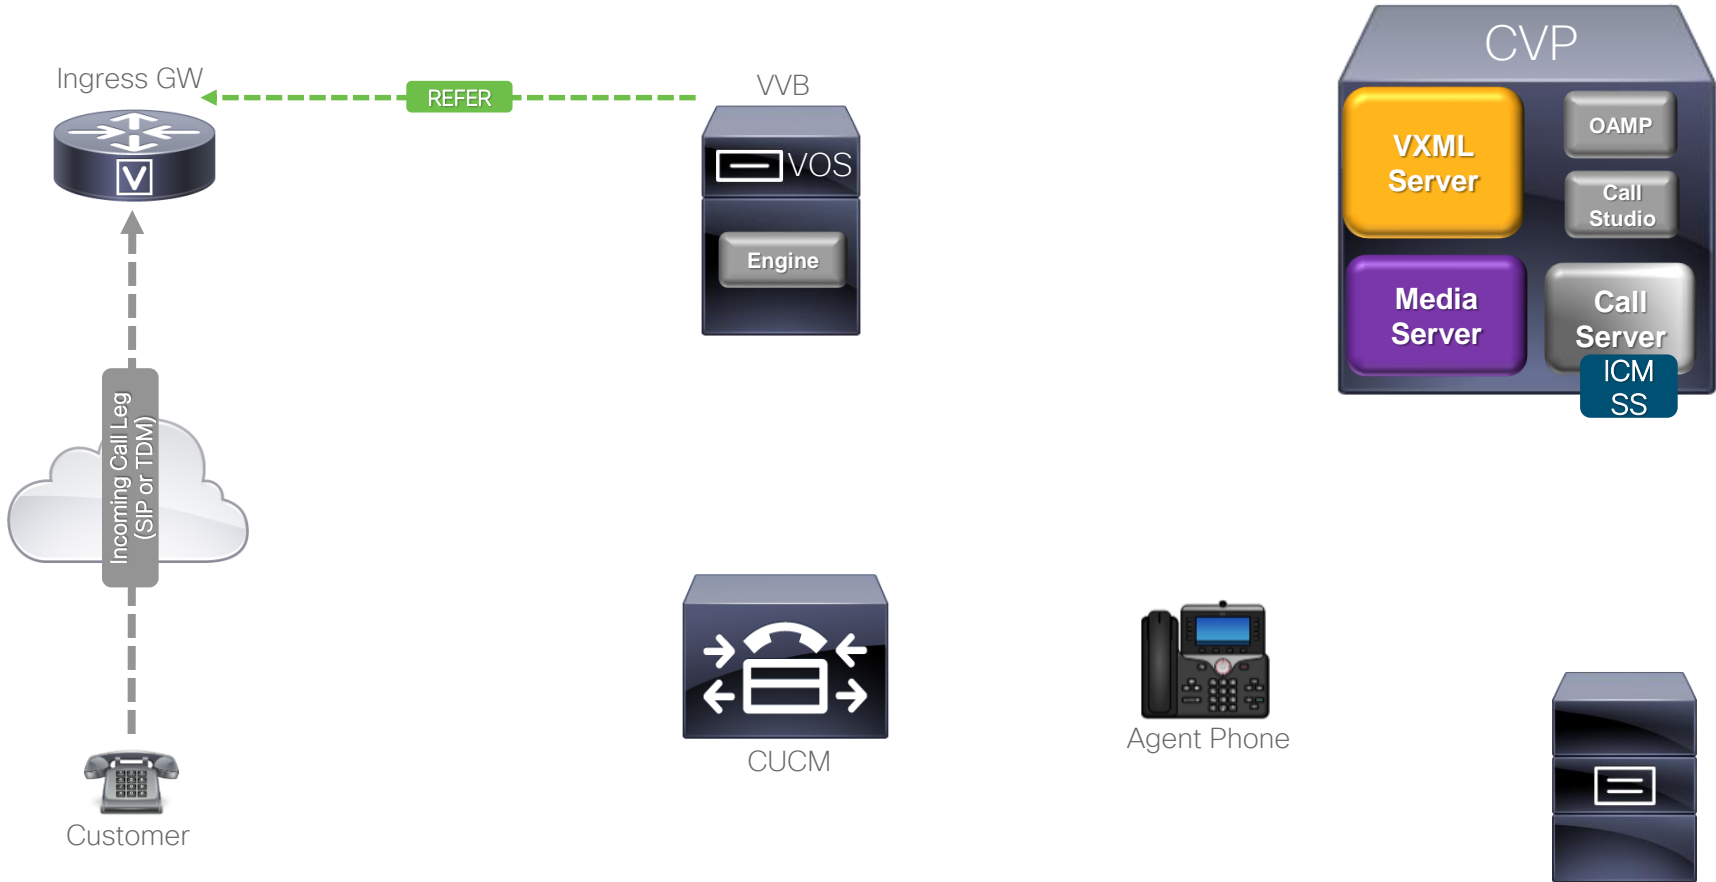 CVP
Ingress GW
REFER
VVB
VOS
Engine
VXML
Server
OAMP
Call
Studio
Media
Server
Call
Server
ICM
SS
V
Incoming Call Leg
(SIP or TDM)
CUCM
Agent Phone
Customer